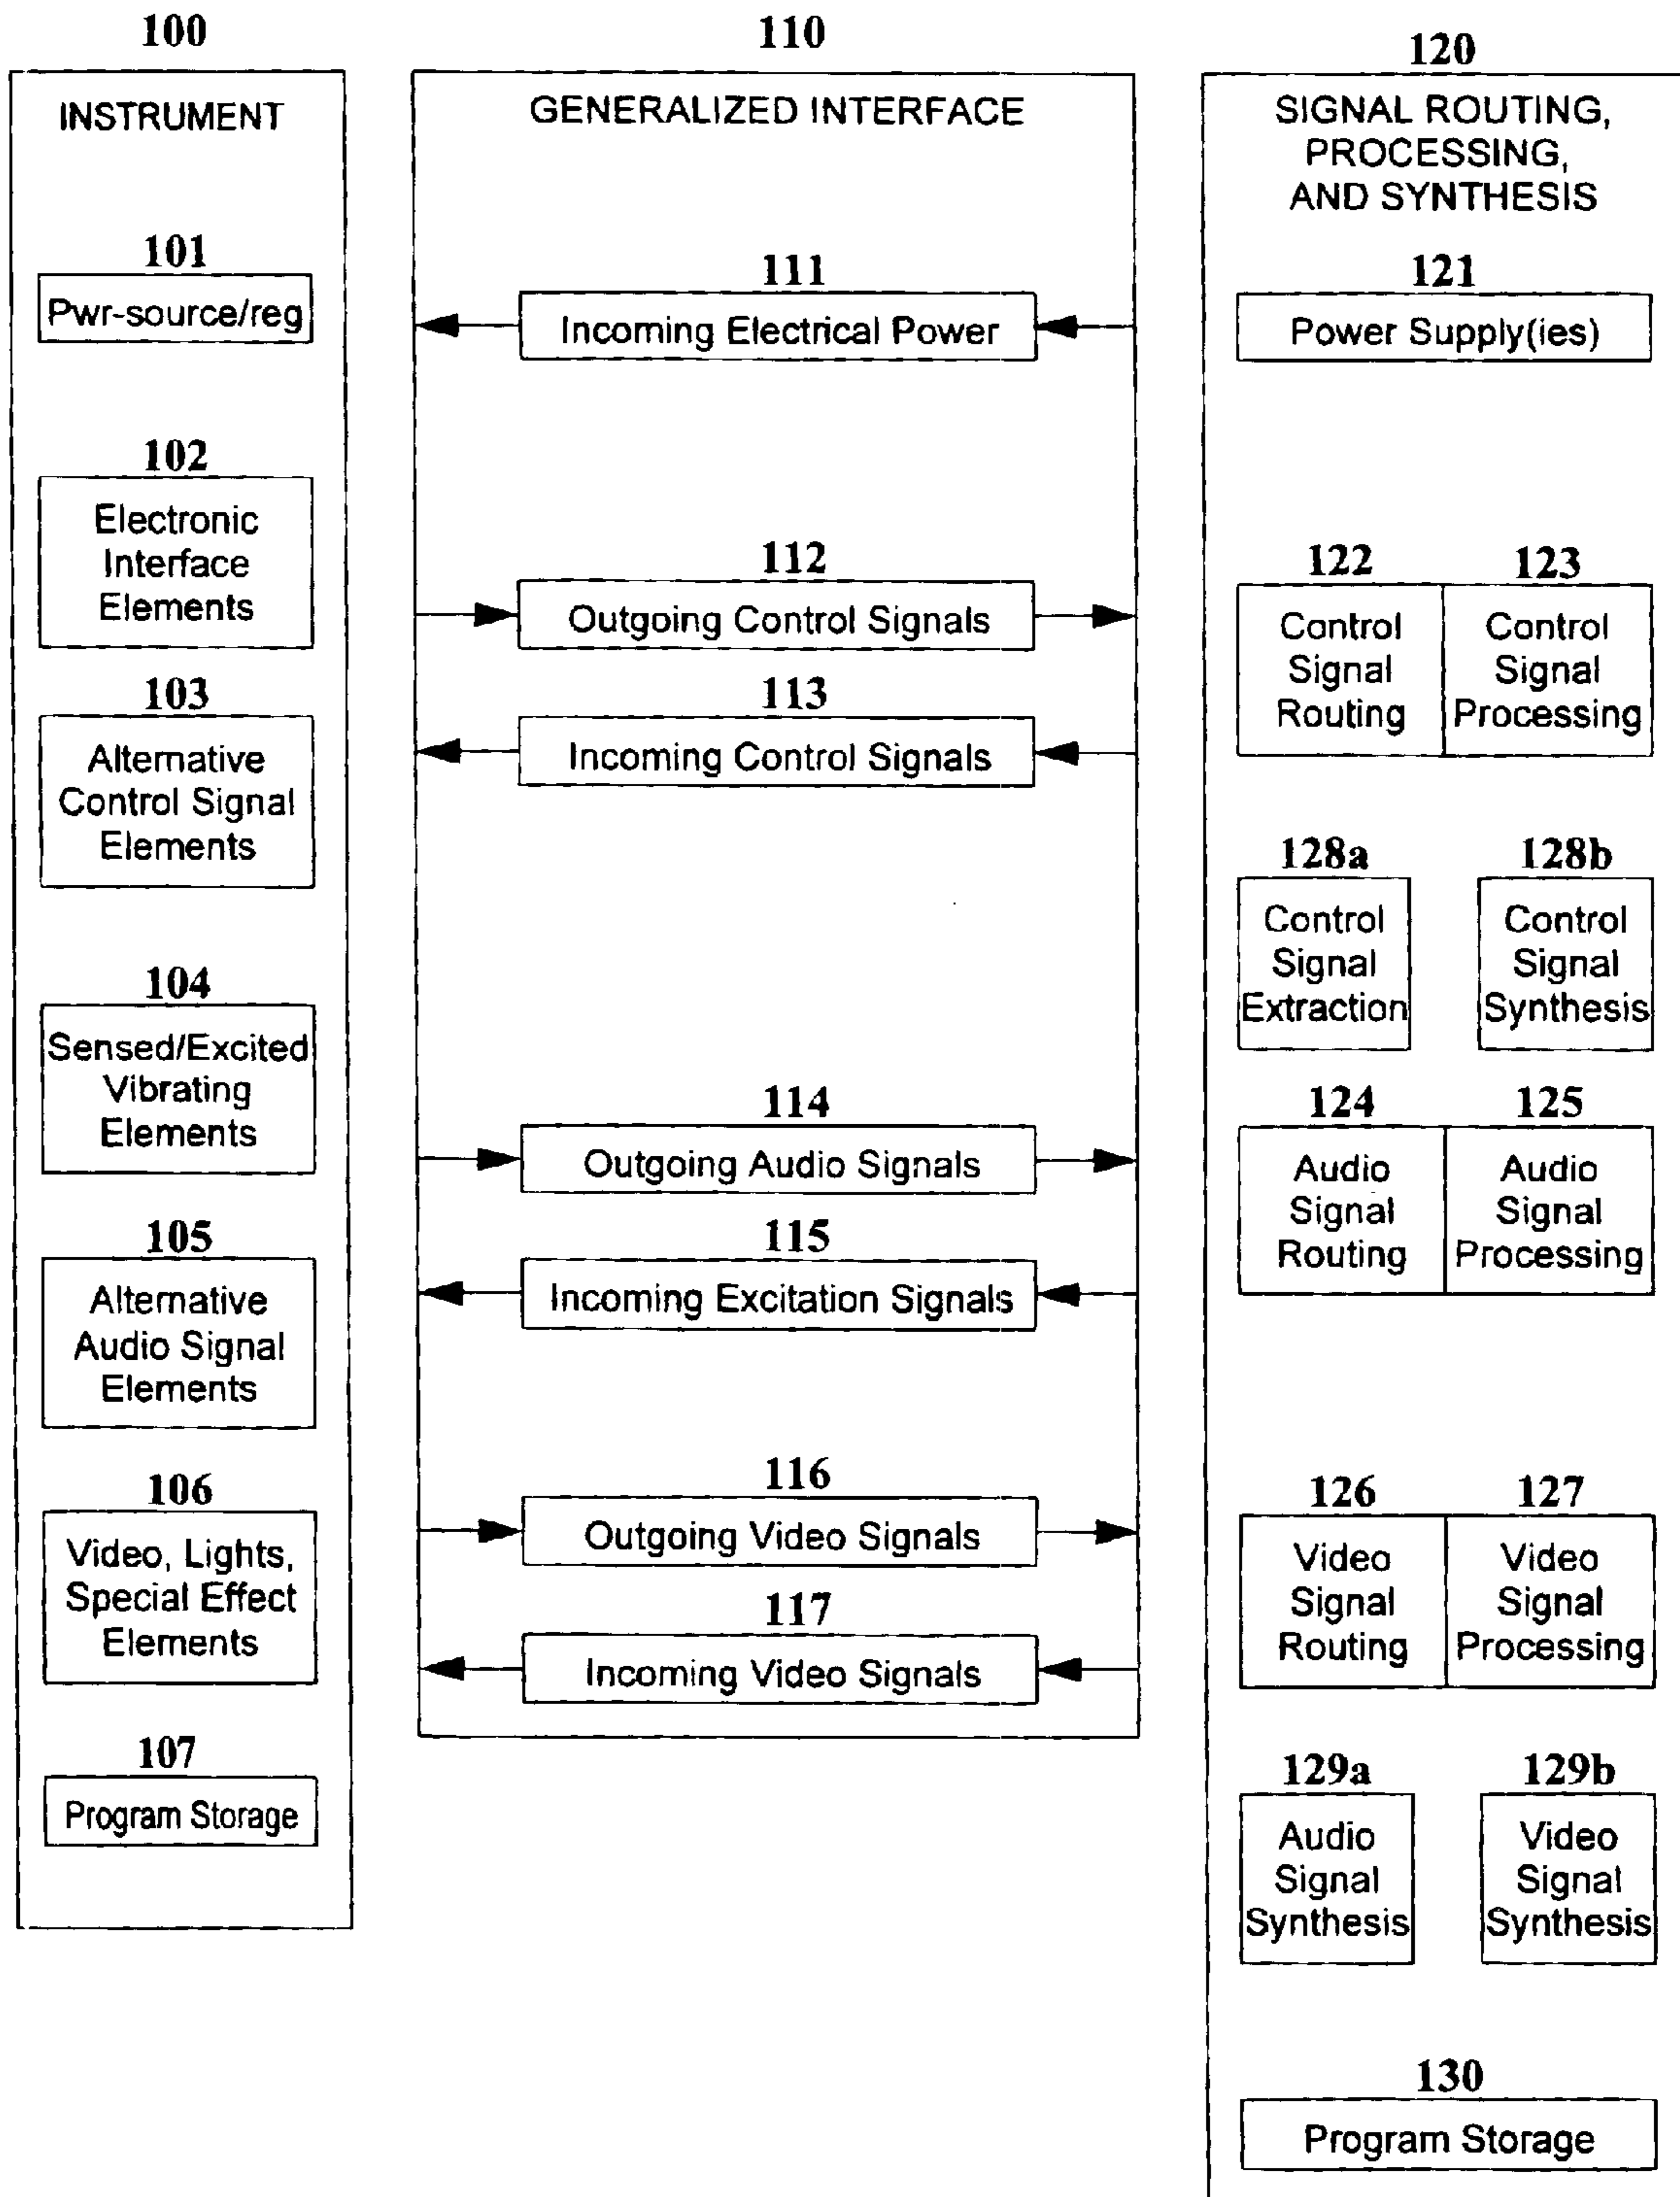 100
INSTRUMENT
101
Pwr-source/reg
102
Electronic
Interface
Elements
103
Alternative
Control Signal
Elements
104
Sensed/Excited
Vibrating
Elements
105
Alternative
Audio Signal
Elements
106
Video, Lights,
Special Effect
Elements
107
Program Storage
110
GENERALIZED INTERFACE
111
Incoming Electrical Power
112
Outgoing Control Signals
113
Incoming Control Signals
114
Outgoing Audio Signals
115
Incoming Excitation Signals
116
Outgoing Video Signals
117
Incoming Video Signals
120
SIGNAL ROUTING,
PROCESSING,
AND SYNTHESIS
121
Power Supply(ies)
122
Control
Signal
Routing
123
Control
Signal
Processing
128a
Control
Signal
Extraction
128b
Control
Signal
Synthesis
124
Audio
Signal
Routing
125
Audio
Signal
Processing
126
Video
Signal
Routing
127
Video
Signal
Processing
129a
Audio
Signal
Synthesis
129b
Video
Signal
Synthesis
130
Program Storage